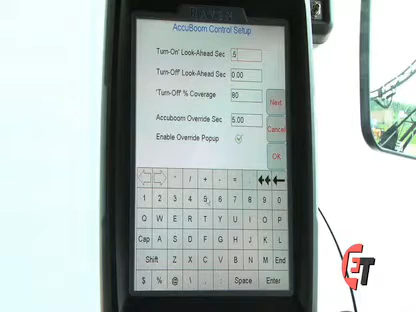 RAVEN
AccuBoom Control Setup
'Turn-On' Look-Ahead Sec .5
'Turn-Off' Look-Ahead Sec 0.00
'Turn-Off' % Coverage 80
Next
Accuboom Override Sec 5.00
Cancel
Enable Override Popup
OK
1 2 3 4 5 6 7 8 9 0
Q W E R T Y U I O P
Cap A S D F G H J K L
Shift Z X C V B N M End
$ % @ \ . , Space Enter
ET